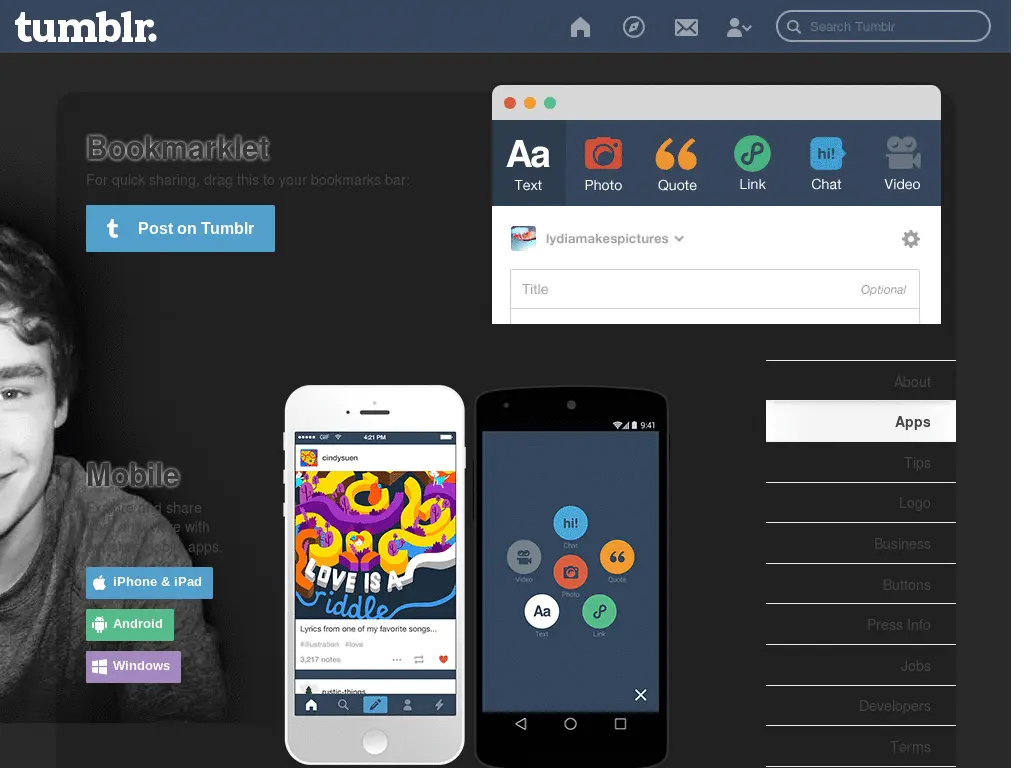 tumblr.
Search Tumblr
Bookmarklet
For quick sharing, drag this to your bookmarks bar:
t Post on Tumblr
Aa
Text
Photo
Quote
Link
hi!
Chat
Video
lydiamakespictures
Title
Optional
About
Apps
Tips
Logo
Business
Buttons
Press Info
Jobs
Developers
Terms
Mobile
and share
with
apps.
iPhone & iPad
Android
Windows
GIF 4:21 PM
cindysuen
LOVE IS A
riddle
Lyrics from one of my favorite songs...
#illustration #love
3,217 notes
rustic-things
9:41
hi!
Chat
Video
Quote
Photo
Aa
Text
Link